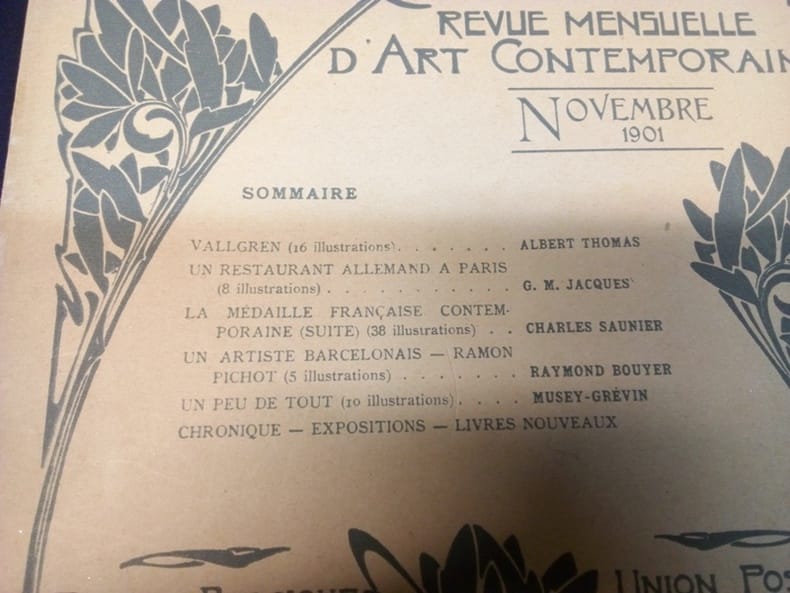 REVUE MENSUELLE
D'ART CONTEMPORAIN
NOVEMBRE
1901
SOMMAIRE
VALLGREN (16 illustrations). . . . . . . ALBERT THOMAS
UN RESTAURANT ALLEMAND A PARIS
(8 illustrations) . . . . . . . . . . . G. M. JACQUES
LA MÉDAILLE FRANÇAISE CONTEM-
PORAINE (SUITE) (38 illustrations) . . CHARLES SAUNIER
UN ARTISTE BARCELONAIS — RAMON
PICHOT (5 illustrations) . . . . . . . RAYMOND BOUYER
UN PEU DE TOUT (10 illustrations). . . . MUSEY-GRÉVIN
CHRONIQUE — EXPOSITIONS — LIVRES NOUVEAUX
UNION